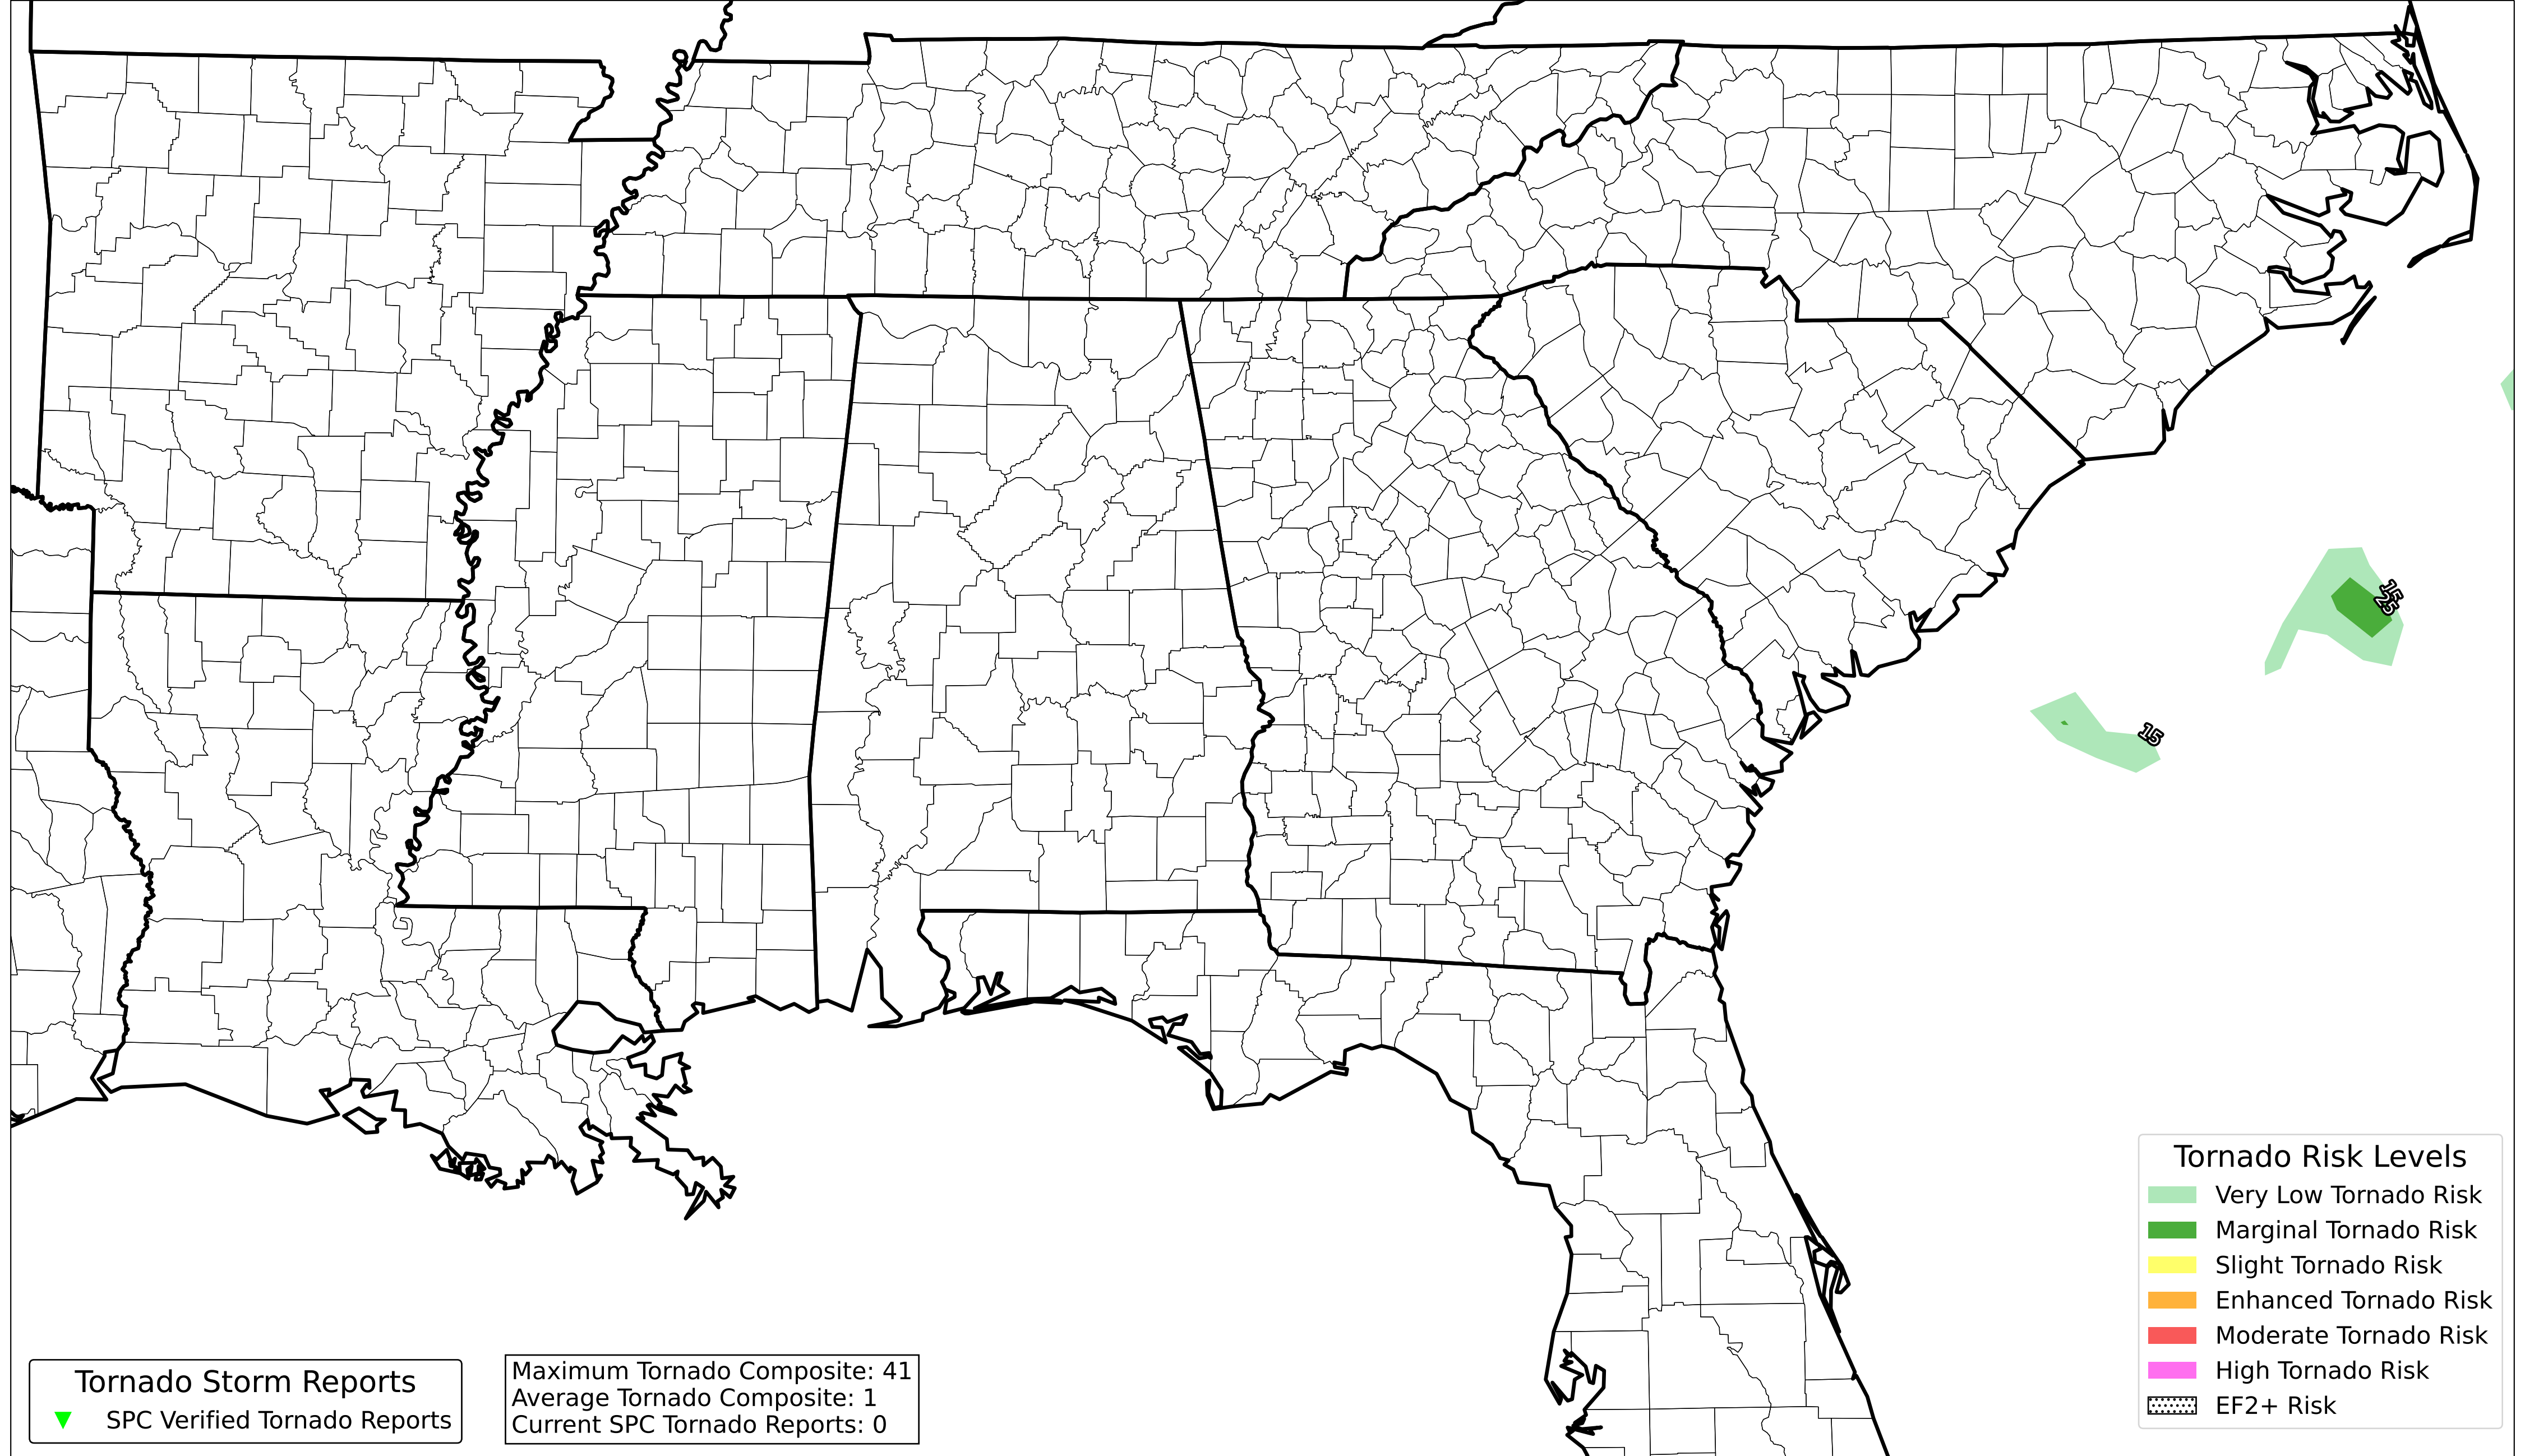 15
25
15
Tornado Risk Levels
Very Low Tornado Risk
Marginal Tornado Risk
Slight Tornado Risk
Enhanced Tornado Risk
Moderate Tornado Risk
High Tornado Risk
EF2+ Risk
Tornado Storm Reports
SPC Verified Tornado Reports
Maximum Tornado Composite: 41
Average Tornado Composite: 1
Current SPC Tornado Reports: 0